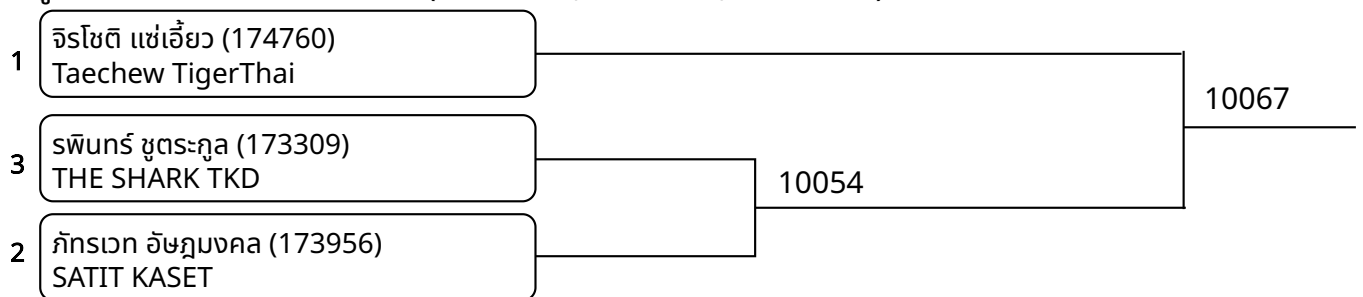 1
จิรโชติ แซ่เอี้ยว (174760)
Taechew TigerThai
10067
3
รพินทร์ ชูตระกูล (173309)
THE SHARK TKD
10054
2
ภัทรเวท อัษฎมงคล (173956)
SATIT KASET